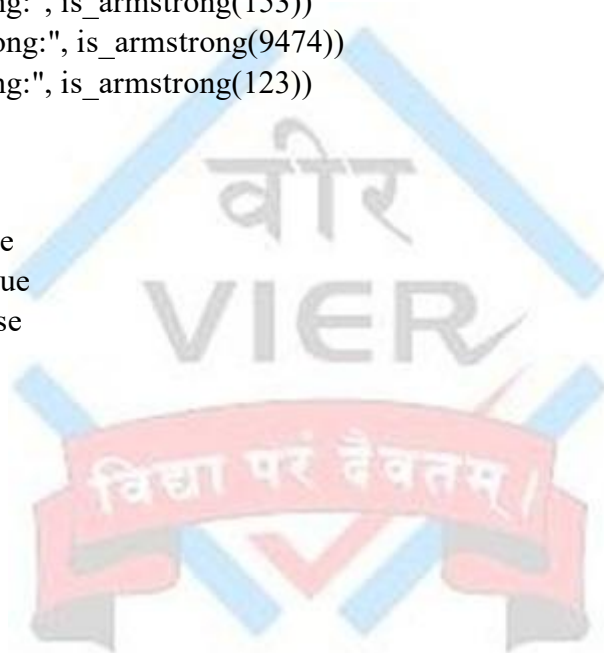 ng:", is_armstrong(153))
ong:", is_armstrong(9474))
ng:", is_armstrong(123))
वीर
e
ue
VIER
se
विद्या परं दैवतम्।